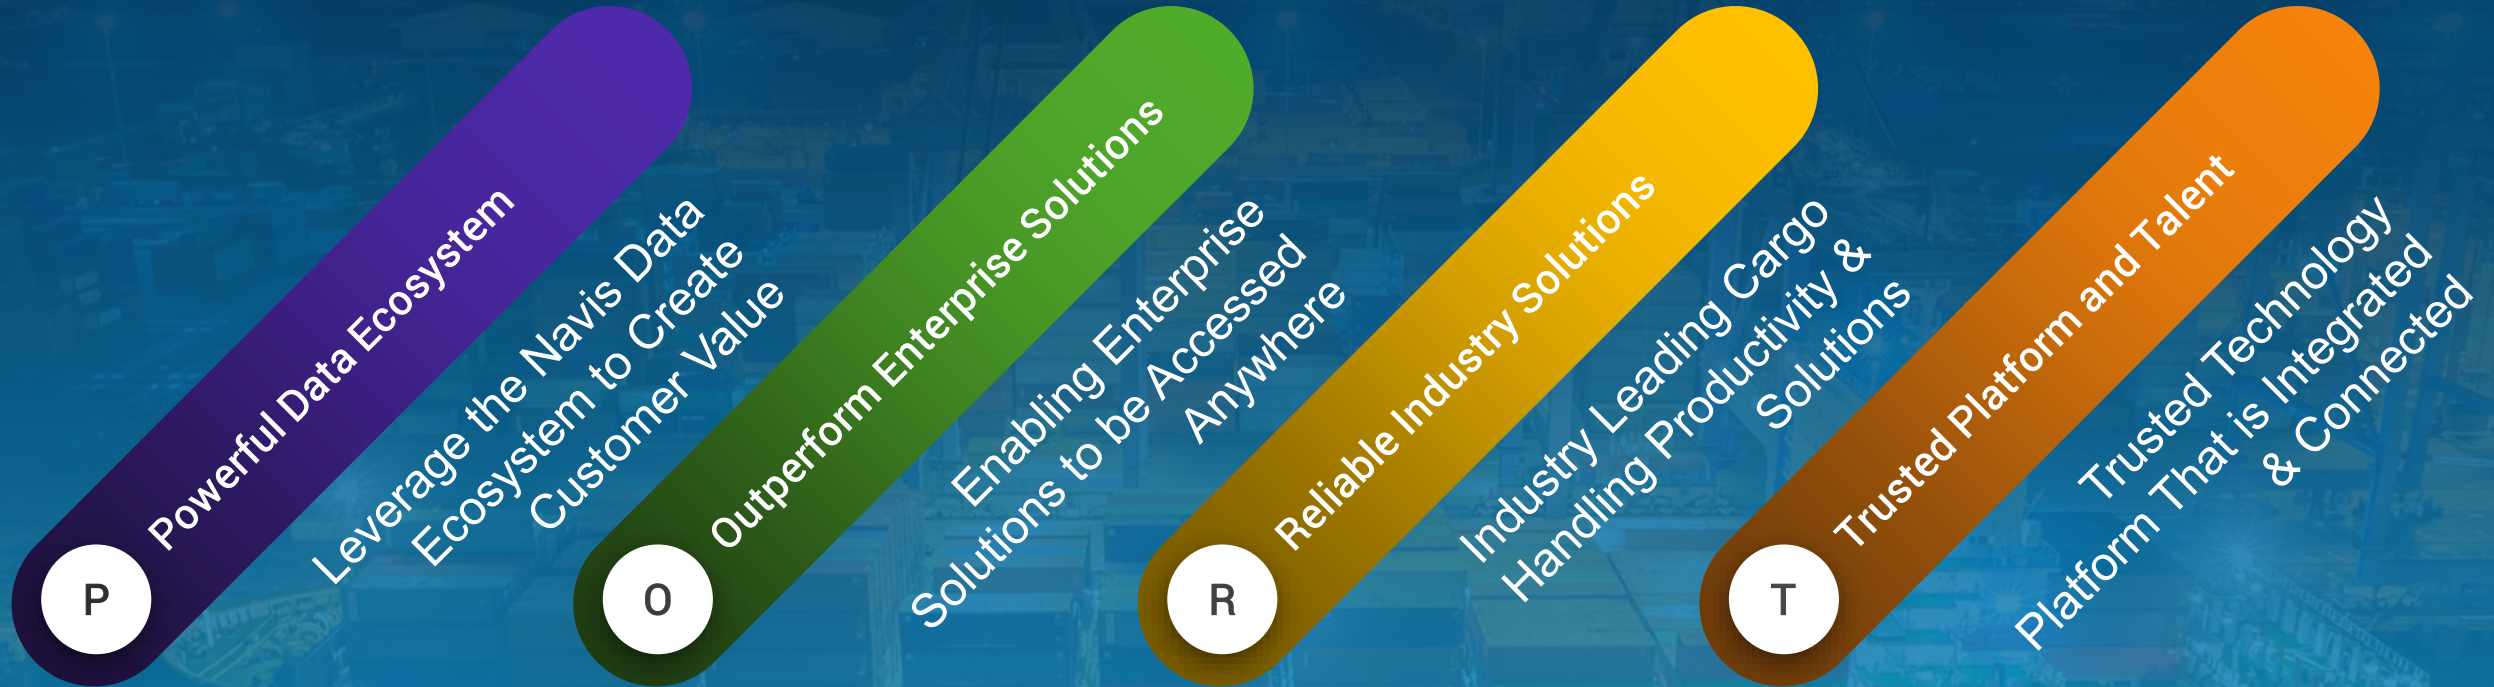 P
Powerful Data Ecosystem
Leverage the Navis Data
Ecosystem to Create
Customer Value
O
Outperform Enterprise Solutions
Enabling Enterprise
Solutions to be Accessed
Anywhere
R
Reliable Industry Solutions
Industry Leading Cargo
Handling Productivity &
Solutions
T
Trusted Platform and Talent
Trusted Technology
Platform That is Integrated
& Connected